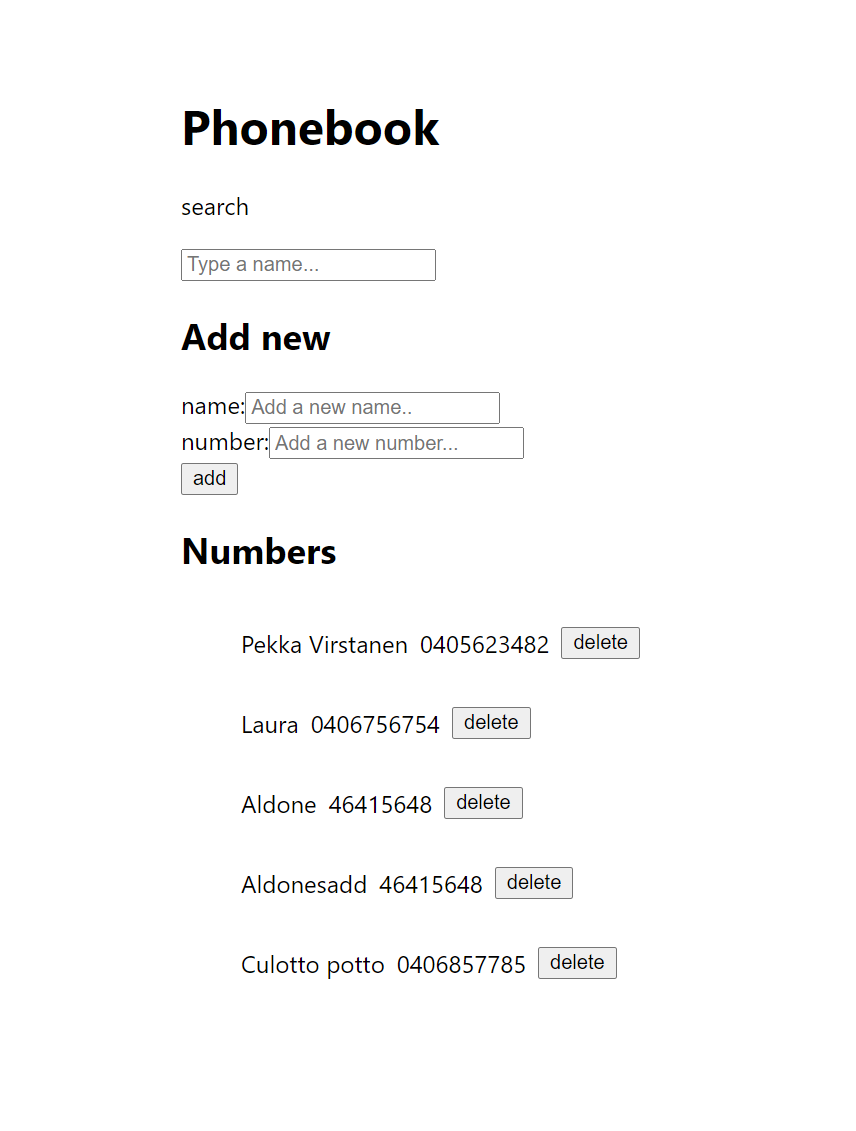 Phonebook
search
Type a name...
Add new
name: Add a new name..
number: Add a new number...
add
Numbers
Pekka Virstanen 0405623482 delete
Laura 0406756754 delete
Aldone 46415648 delete
Aldonesadd 46415648 delete
Culotto potto 0406857785 delete